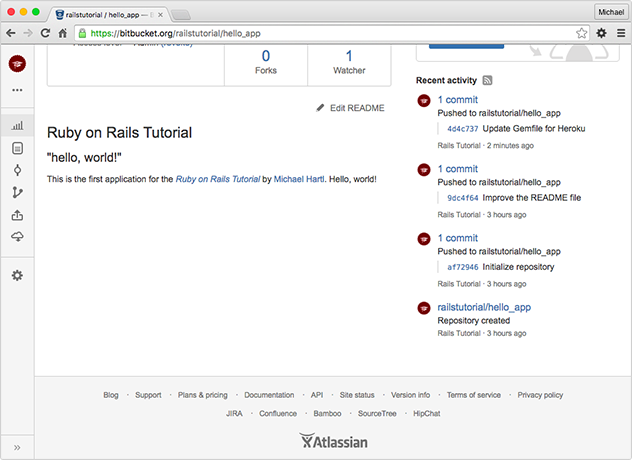 railstutorial / hello_app — B
Michael
https://bitbucket.org/railstutorial/hello_app
Access level Admin (revoke)
0
Forks
1
Watcher
Edit README
Ruby on Rails Tutorial
"hello, world!"
This is the first application for the Ruby on Rails Tutorial by Michael Hartl. Hello, world!
Recent activity
1 commit
Pushed to railstutorial/hello_app
4d4c737 Update Gemfile for Heroku
Rails Tutorial · 2 minutes ago
1 commit
Pushed to railstutorial/hello_app
9dc4f64 Improve the README file
Rails Tutorial · 3 hours ago
1 commit
Pushed to railstutorial/hello_app
af72946 Initialize repository
Rails Tutorial · 3 hours ago
railstutorial/hello_app
Repository created
Rails Tutorial · 3 hours ago
Blog · Support · Plans & pricing · Documentation · API · Site status · Version info · Terms of service · Privacy policy
JIRA · Confluence · Bamboo · SourceTree · HipChat
Atlassian